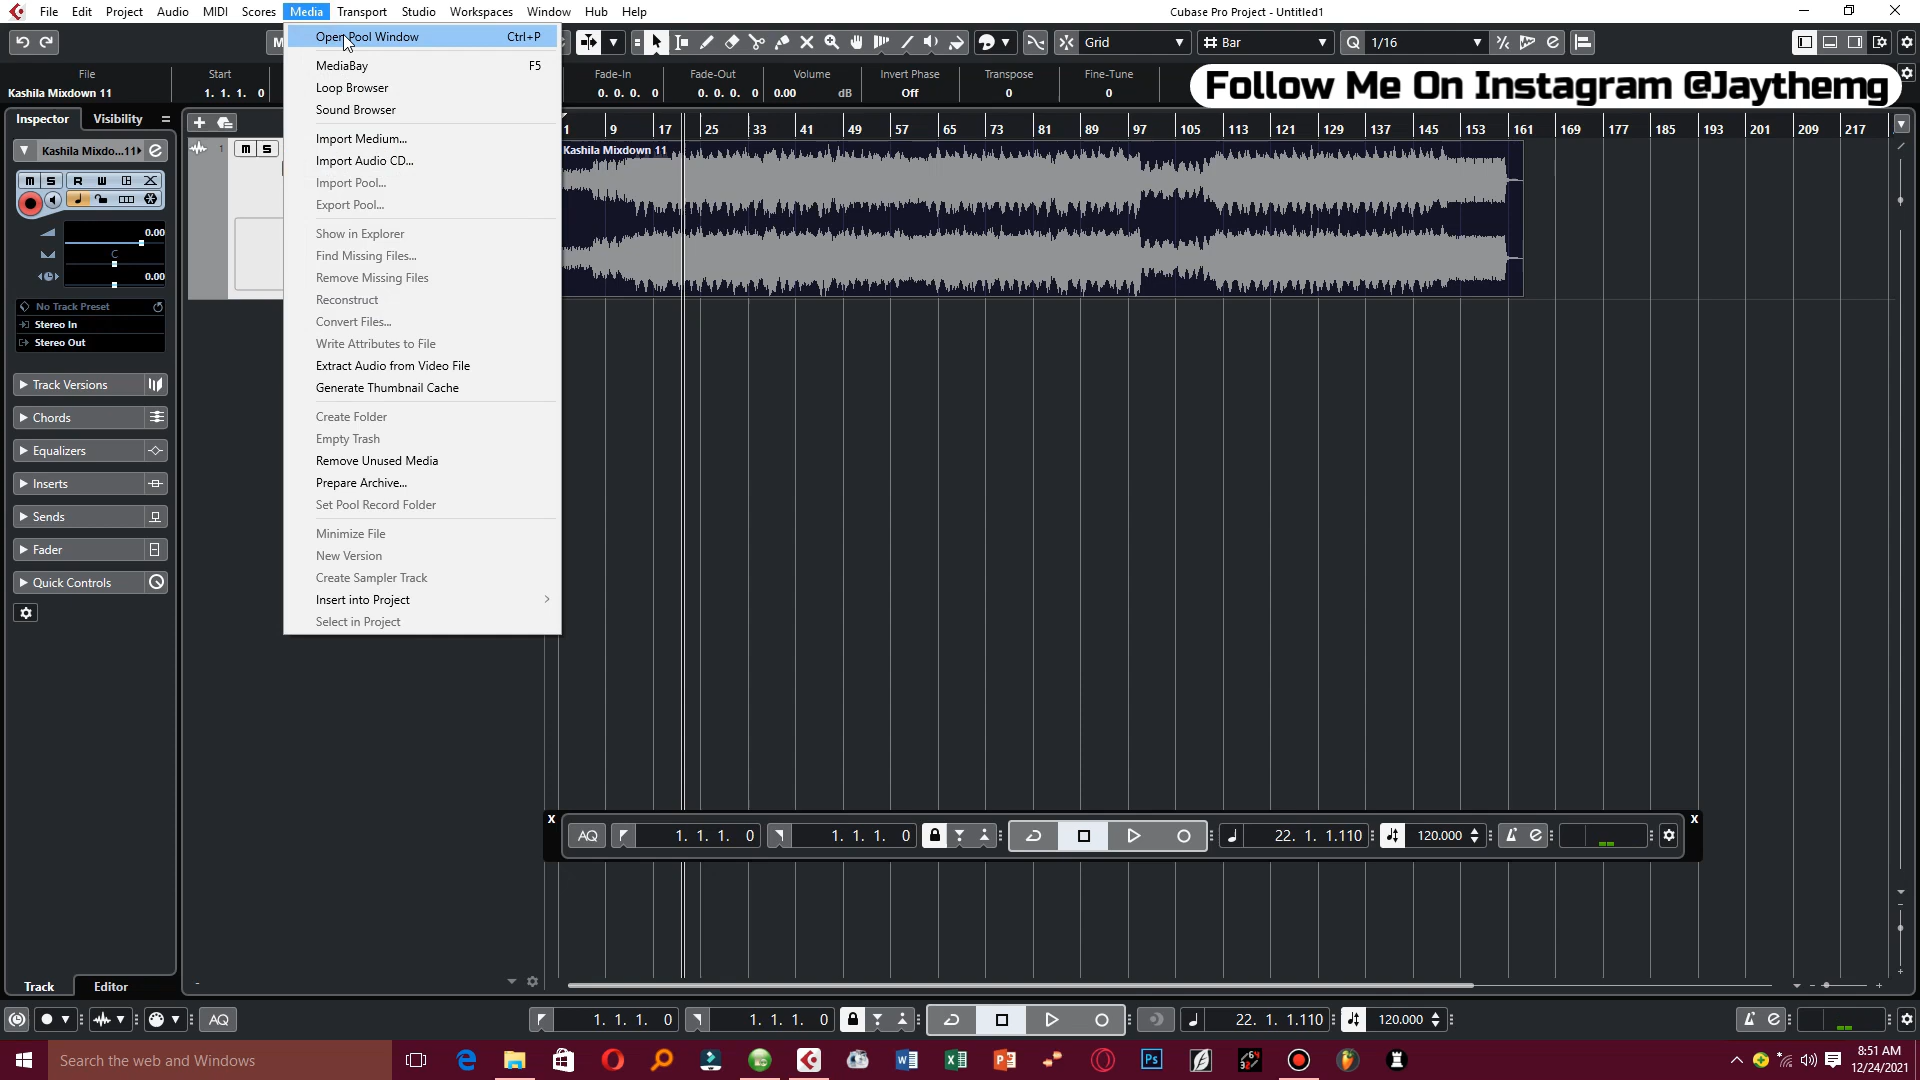 File Edit Project Audio MIDI Scores Media Transport Studio Workspaces Window Hub Help Cubase Pro Project - Untitled1
M Grid Bar Q 1/16
File Start Fade-In Fade-Out Volume Invert Phase Transpose Fine-Tune
Kashila Mixdown 11 1. 1. 1. 0 0. 0. 0. 0 0. 0. 0. 0 0.00 dB Off 0 0
Follow Me On Instagram @Jaythemg
Inspector Visibility
1 9 17 25 33 41 49 57 65 73 81 89 97 105 113 121 129 137 145 153 161 169 177 185 193 201 209 217
Kashila Mixdo...11
1 M S
Kashila Mixdown 11
M S R W
0.00
C
0.00
No Track Preset
Stereo In
Stereo Out
Track Versions
Chords
Equalizers
Inserts
Sends
Fader
Quick Controls
Open Pool Window Ctrl+P
MediaBay F5
Loop Browser
Sound Browser
Import Medium...
Import Audio CD...
Import Pool...
Export Pool...
Show in Explorer
Find Missing Files...
Remove Missing Files
Reconstruct
Convert Files...
Write Attributes to File
Extract Audio from Video File
Generate Thumbnail Cache
Create Folder
Empty Trash
Remove Unused Media
Prepare Archive...
Set Pool Record Folder
Minimize File
New Version
Create Sampler Track
Insert into Project
Select in Project
X X
AQ 1. 1. 1. 0 1. 1. 1. 0 22. 1. 1.110 120.000
Track Editor
AQ 1. 1. 1. 0 1. 1. 1. 0 22. 1. 1.110 120.000
Search the web and Windows
Ps
8:51 AM
12/24/2021